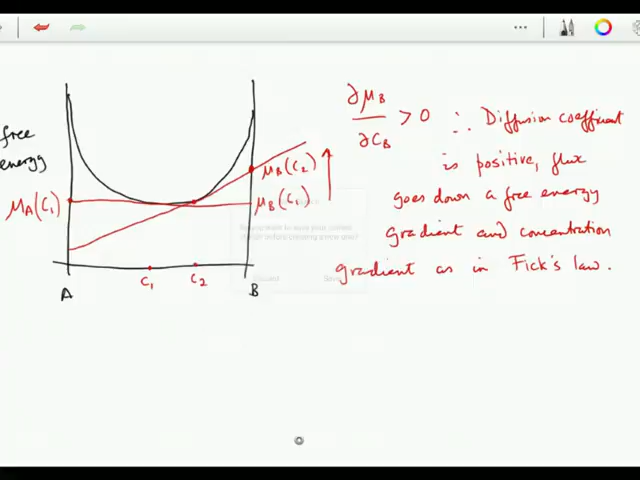 free
energy
μA(C1)
μB(C2)
μB(C1)
C1
C2
A
B
∂μB
∂CB
> 0 ∴ Diffusion coefficient
is positive, flux
goes down a free energy
gradient and concentration
gradient as in Fick's law.